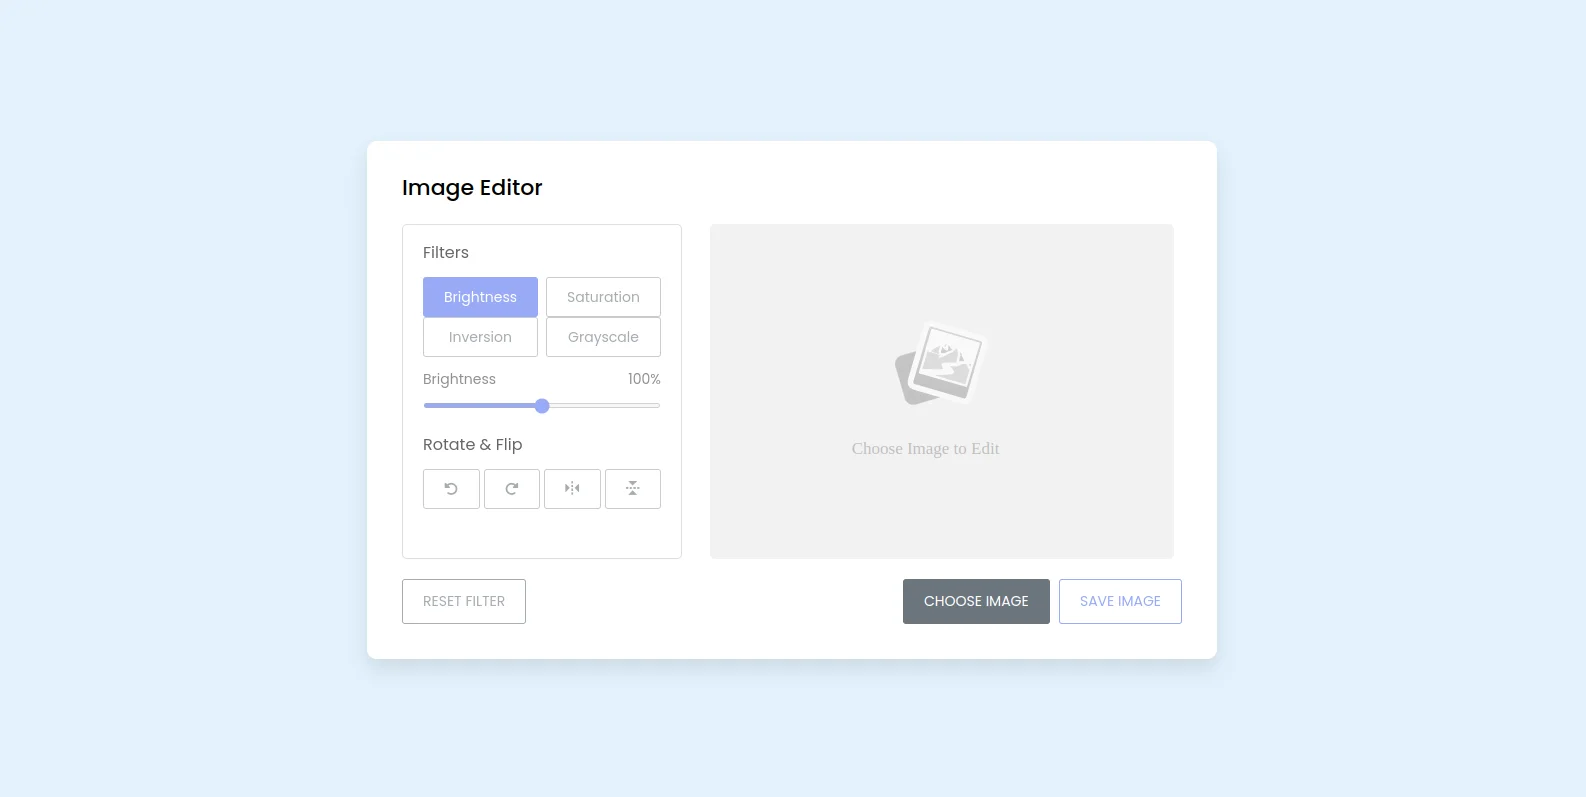 Image Editor
Filters
Brightness
Saturation
Inversion
Grayscale
Brightness
100%
Rotate & Flip
Choose Image to Edit
RESET FILTER
CHOOSE IMAGE
SAVE IMAGE